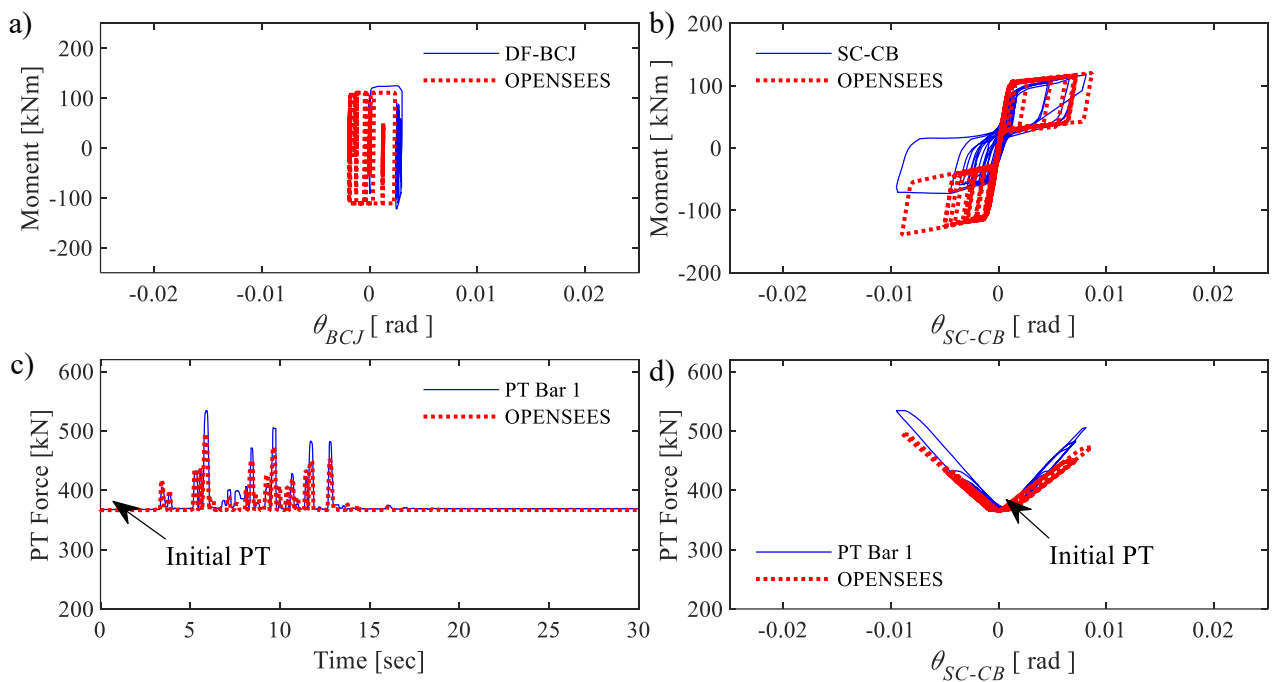 a)
200
100
0
-100
-200
Moment [kNm]
DF-BCJ
OPENSEES
-0.02
-0.01
0
0.01
0.02
θBCJ [ rad ]
b)
200
100
0
-100
-200
Moment [ kNm ]
SC-CB
OPENSEES
-0.02
-0.01
0
0.01
0.02
θSC-CB [ rad ]
c)
600
500
400
300
200
PT Force [kN]
PT Bar 1
OPENSEES
Initial PT
0
5
10
15
20
25
30
Time [sec]
d)
600
500
400
300
200
PT Force [kN]
Initial PT
PT Bar 1
OPENSEES
-0.02
-0.01
0
0.01
0.02
θSC-CB [ rad ]